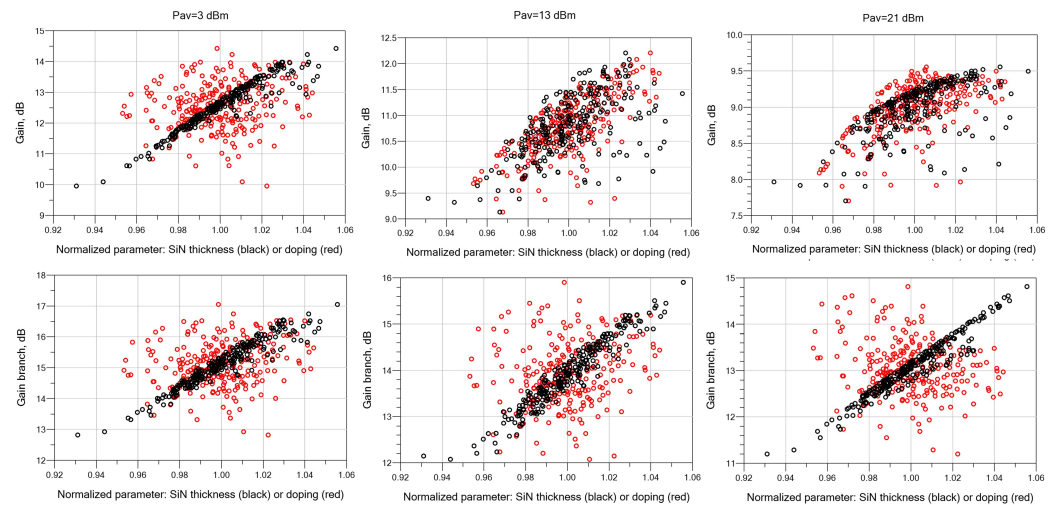 Pav=3 dBm
Pav=13 dBm
Pav=21 dBm
Gain, dB
15
14
13
12
11
10
9
0.92 0.94 0.96 0.98 1.00 1.02 1.04 1.06
Normalized parameter: SiN thickness (black) or doping (red)
Gain, dB
12.5
12.0
11.5
11.0
10.5
10.0
9.5
9.0
0.92 0.94 0.96 0.98 1.00 1.02 1.04 1.06
Normalized parameter: SiN thickness (black) or doping (red)
Gain, dB
10.0
9.5
9.0
8.5
8.0
7.5
0.92 0.94 0.96 0.98 1.00 1.02 1.04 1.06
Normalized parameter: SiN thickness (black) or doping (red)
Gain branch, dB
18
17
16
15
14
13
12
0.92 0.94 0.96 0.98 1.00 1.02 1.04 1.06
Normalized parameter: SiN thickness (black) or doping (red)
Gain branch, dB
16
15
14
13
12
0.92 0.94 0.96 0.98 1.00 1.02 1.04 1.06
Normalized parameter: SiN thickness (black) or doping (red)
Gain branch, dB
15
14
13
12
11
0.92 0.94 0.96 0.98 1.00 1.02 1.04 1.06
Normalized parameter: SiN thickness (black) or doping (red)